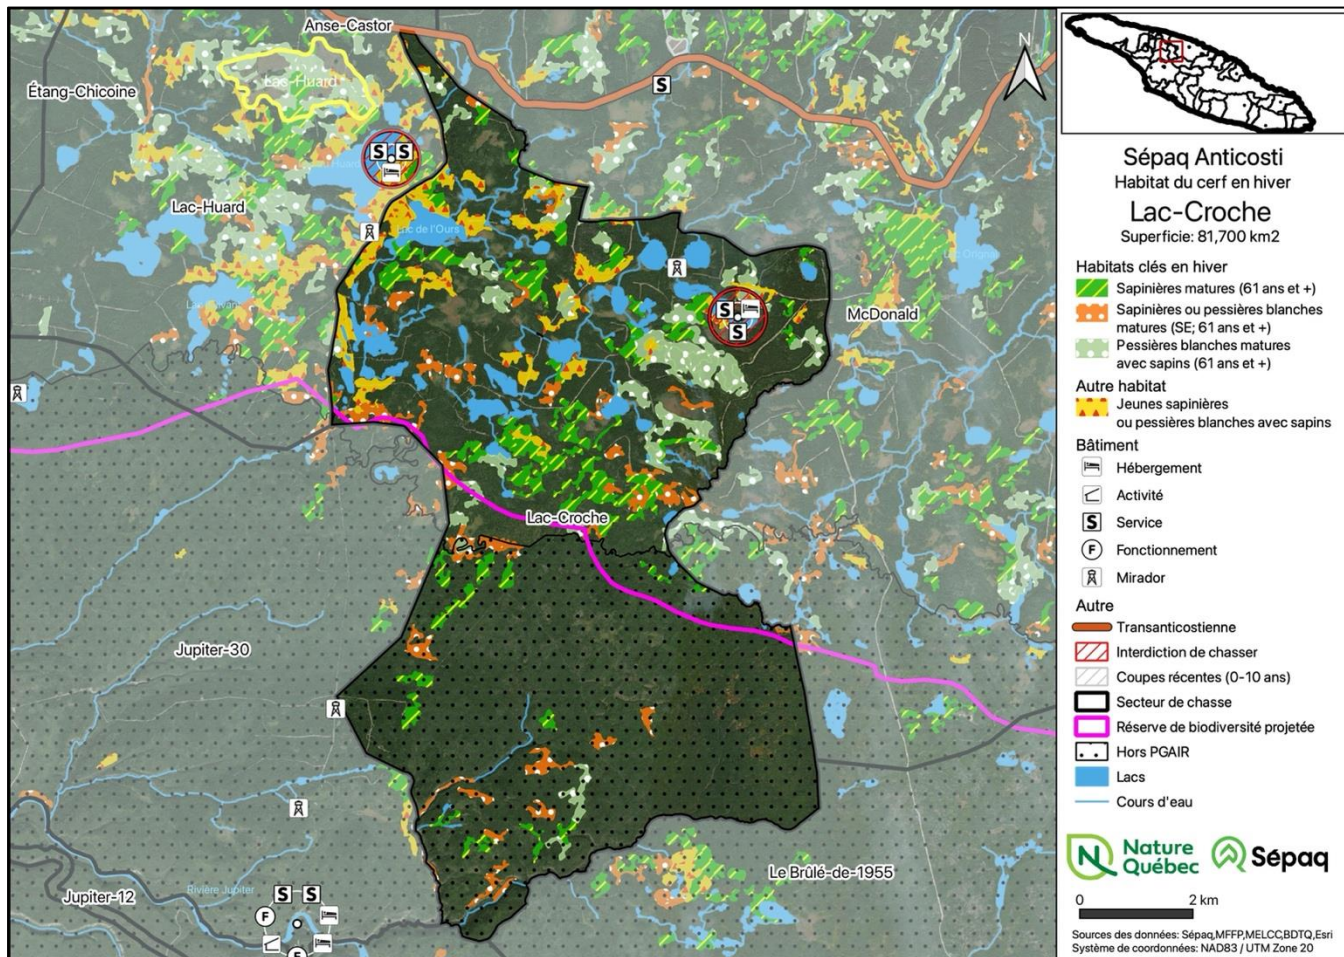 Anse-Castor
Étang-Chicoine
Lac-Huard
N
S
S S
Lac-Huard
Lac de l'Ours
McDonald
S
S
Lac-Croche
Jupiter-30
Le Brûlé-de-1955
Jupiter-12
Rivière Jupiter
S S
F
F
Sépaq Anticosti
Habitat du cerf en hiver
Lac-Croche
Superficie: 81,700 km2
Habitats clés en hiver
Sapinières matures (61 ans et +)
Sapinières ou pessières blanches
matures (SE; 61 ans et +)
Pessières blanches matures
avec sapins (61 ans et +)
Autre habitat
Jeunes sapinières
ou pessières blanches avec sapins
Bâtiment
Hébergement
Activité
S Service
F Fonctionnement
Mirador
Autre
Transanticostienne
Interdiction de chasser
Coupes récentes (0-10 ans)
Secteur de chasse
Réserve de biodiversité projetée
Hors PGAIR
Lacs
Cours d'eau
Nature
Québec
Sépaq
0 2 km
Sources des données: Sépaq,MFFP,MELCC,BDTQ,Esri
Système de coordonnées: NAD83 / UTM Zone 20